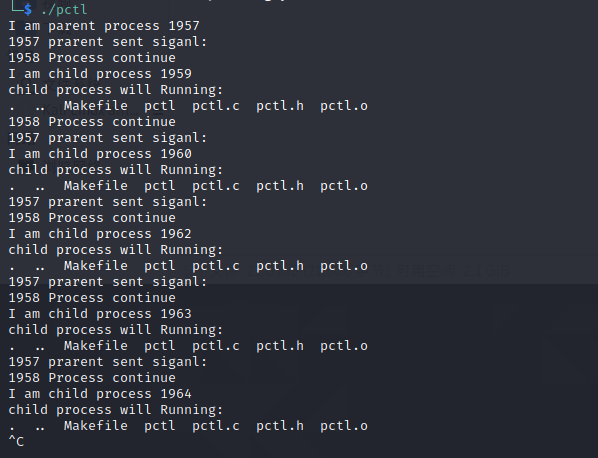 └─$ ./pctl
I am parent process 1957
1957 prarent sent siganl:
1958 Process continue
I am child process 1959
child process will Running:
.  ..  Makefile  pctl  pctl.c  pctl.h  pctl.o
1958 Process continue
1957 prarent sent siganl:
I am child process 1960
child process will Running:
.  ..  Makefile  pctl  pctl.c  pctl.h  pctl.o
1957 prarent sent siganl:
1958 Process continue
I am child process 1962
child process will Running:
.  ..  Makefile  pctl  pctl.c  pctl.h  pctl.o
1957 prarent sent siganl:
1958 Process continue
I am child process 1963
child process will Running:
.  ..  Makefile  pctl  pctl.c  pctl.h  pctl.o
1957 prarent sent siganl:
1958 Process continue
I am child process 1964
child process will Running:
.  ..  Makefile  pctl  pctl.c  pctl.h  pctl.o
^C